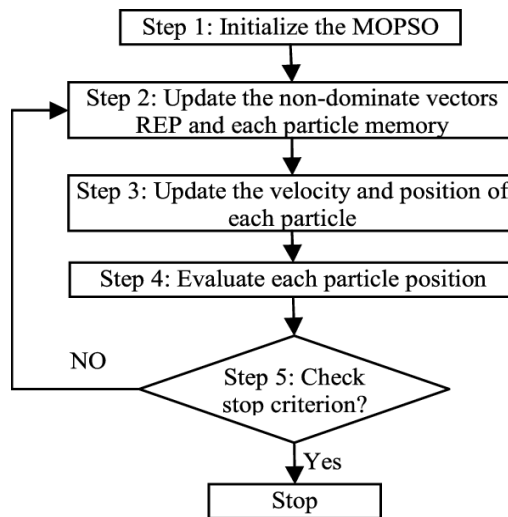 Step 1: Initialize the MOPSO
Step 2: Update the non-dominate vectors
REP and each particle memory
Step 3: Update the velocity and position of
each particle
Step 4: Evaluate each particle position
NO
Step 5: Check
stop criterion?
Yes
Stop